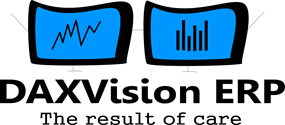 DAXVision ERP
The result of care